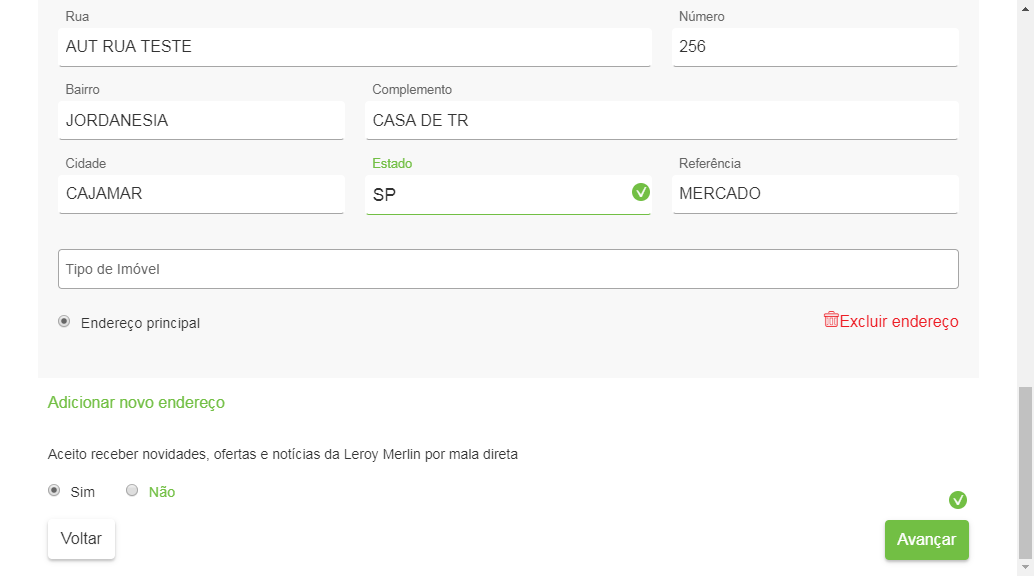 Rua Número
AUT RUA TESTE 256
Bairro Complemento
JORDANESIA CASA DE TR
Cidade Estado Referência
CAJAMAR SP MERCADO
Tipo de Imóvel
Endereço principal Excluir endereço
Adicionar novo endereço
Aceito receber novidades, ofertas e notícias da Leroy Merlin por mala direta
Sim Não
Voltar Avançar